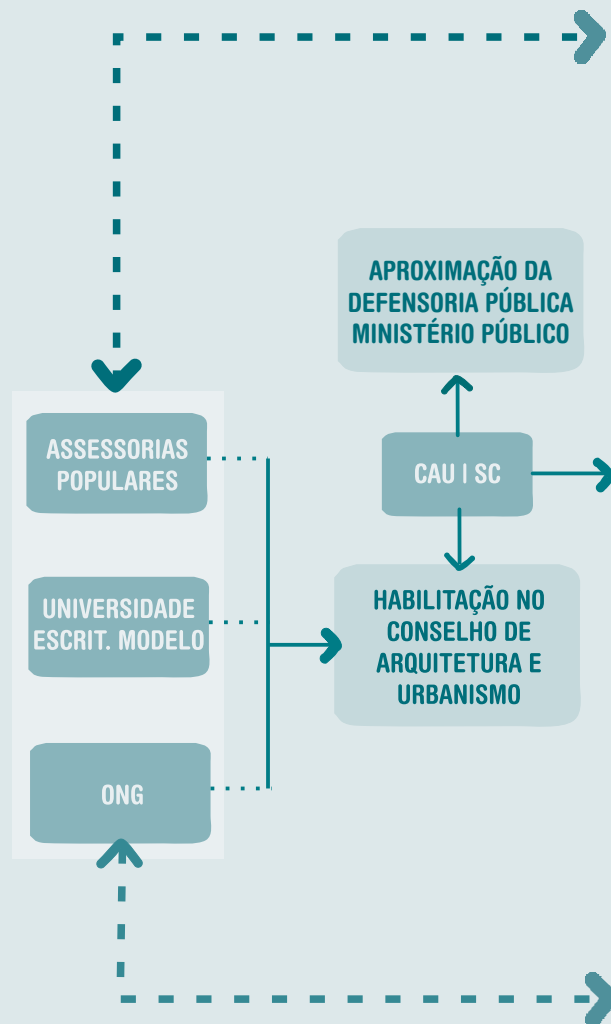 APROXIMAÇÃO DA
DEFENSORIA PÚBLICA
MINISTÉRIO PÚBLICO
ASSESSORIAS
POPULARES
CAU | SC
UNIVERSIDADE
ESCRIT. MODELO
HABILITAÇÃO NO
CONSELHO DE
ARQUITETURA E
URBANISMO
ONG